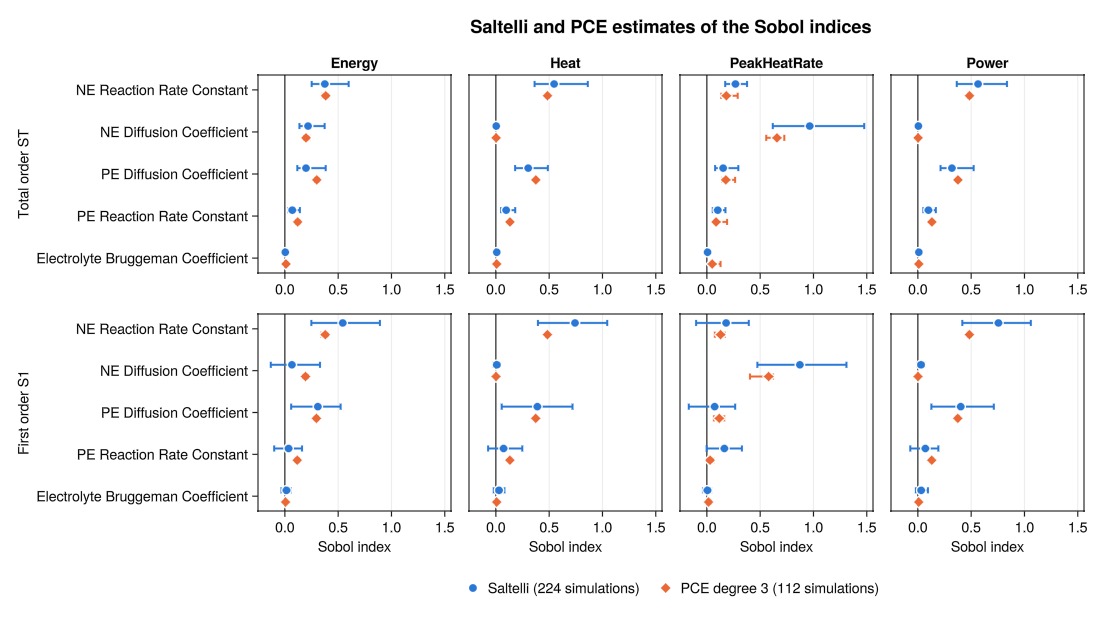 Saltelli and PCE estimates of the Sobol indices
Energy
Heat
PeakHeatRate
Power
Total order ST
NE Reaction Rate Constant
NE Diffusion Coefficient
PE Diffusion Coefficient
PE Reaction Rate Constant
Electrolyte Bruggeman Coefficient
0.0 0.5 1.0 1.5
0.0 0.5 1.0 1.5
0.0 0.5 1.0 1.5
0.0 0.5 1.0 1.5
First order S1
NE Reaction Rate Constant
NE Diffusion Coefficient
PE Diffusion Coefficient
PE Reaction Rate Constant
Electrolyte Bruggeman Coefficient
0.0 0.5 1.0 1.5
0.0 0.5 1.0 1.5
0.0 0.5 1.0 1.5
0.0 0.5 1.0 1.5
Sobol index
Sobol index
Sobol index
Sobol index
Saltelli (224 simulations)
PCE degree 3 (112 simulations)